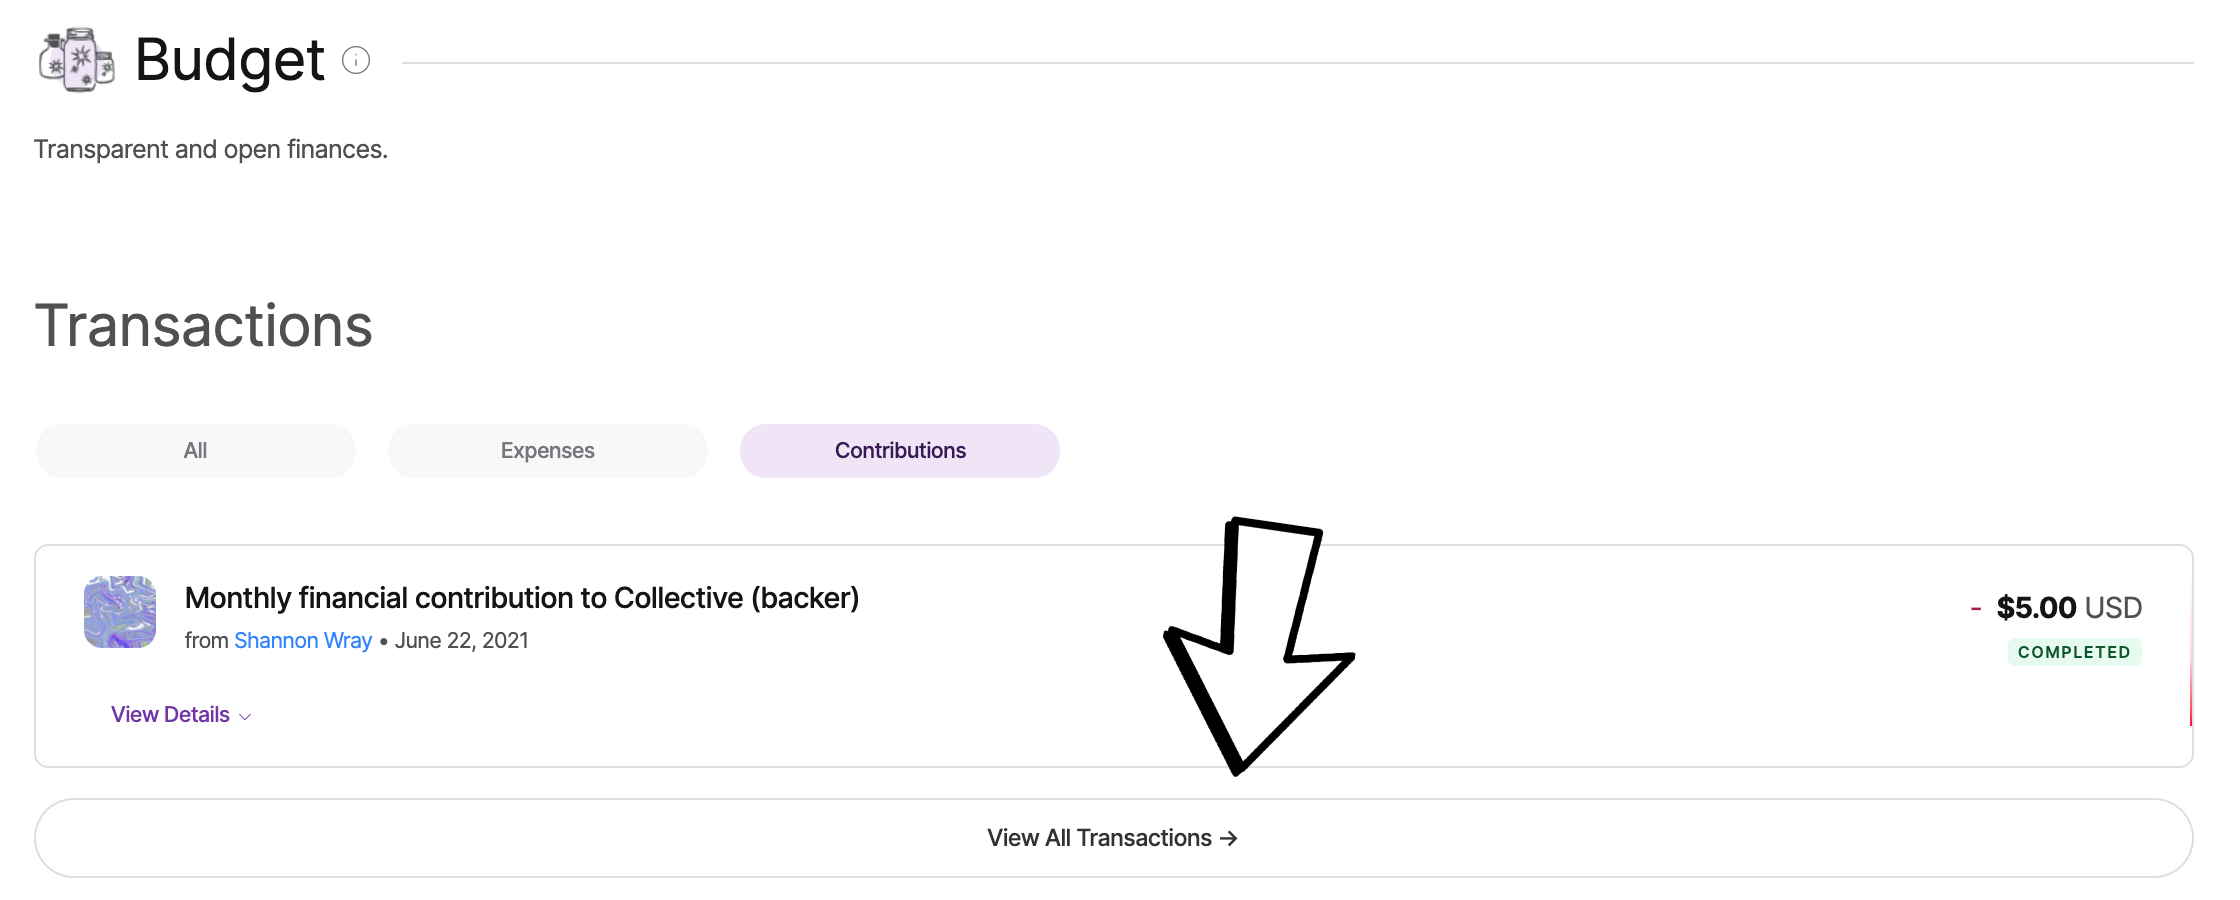 Budget
Transparent and open finances.
Transactions
All
Expenses
Contributions
Monthly financial contribution to Collective (backer)
from Shannon Wray • June 22, 2021
- $5.00 USD
COMPLETED
View Details
View All Transactions →